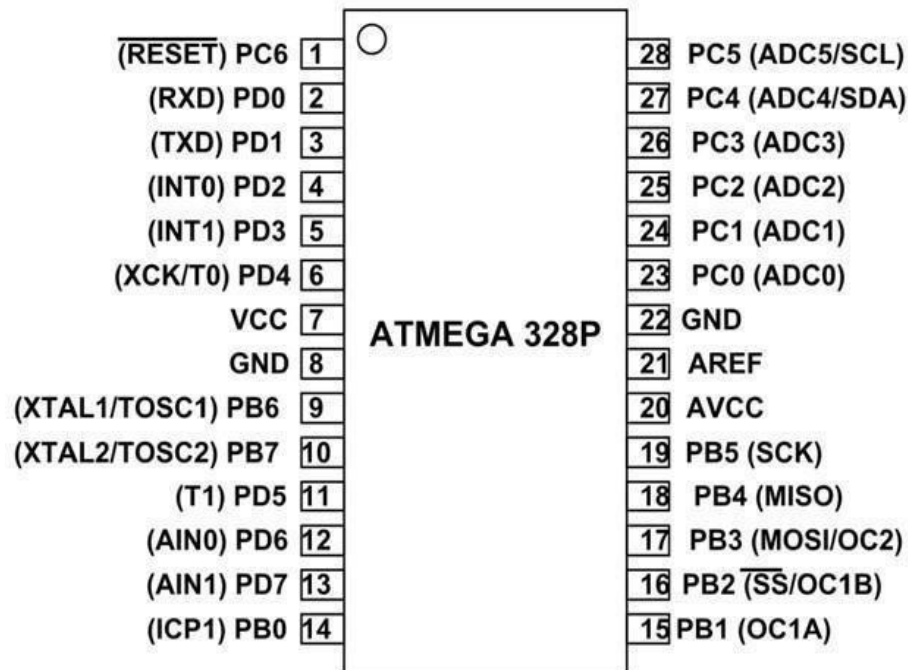 (RESET) PC6 1
(RXD) PD0 2
(TXD) PD1 3
(INT0) PD2 4
(INT1) PD3 5
(XCK/T0) PD4 6
VCC 7
GND 8
(XTAL1/TOSC1) PB6 9
(XTAL2/TOSC2) PB7 10
(T1) PD5 11
(AIN0) PD6 12
(AIN1) PD7 13
(ICP1) PB0 14
ATMEGA 328P
28 PC5 (ADC5/SCL)
27 PC4 (ADC4/SDA)
26 PC3 (ADC3)
25 PC2 (ADC2)
24 PC1 (ADC1)
23 PC0 (ADC0)
22 GND
21 AREF
20 AVCC
19 PB5 (SCK)
18 PB4 (MISO)
17 PB3 (MOSI/OC2)
16 PB2 (SS/OC1B)
15 PB1 (OC1A)